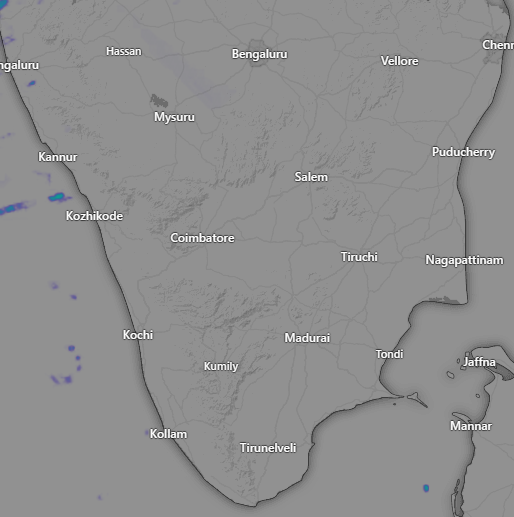 Hassan
Bengaluru
Chenn
ngaluru
Vellore
Mysuru
Kannur
Puducherry
Salem
Kozhikode
Coimbatore
Tiruchi
Nagapattinam
Kochi
Madurai
Tondi
Kumily
Jaffna
Mannar
Kollam
Tirunelveli